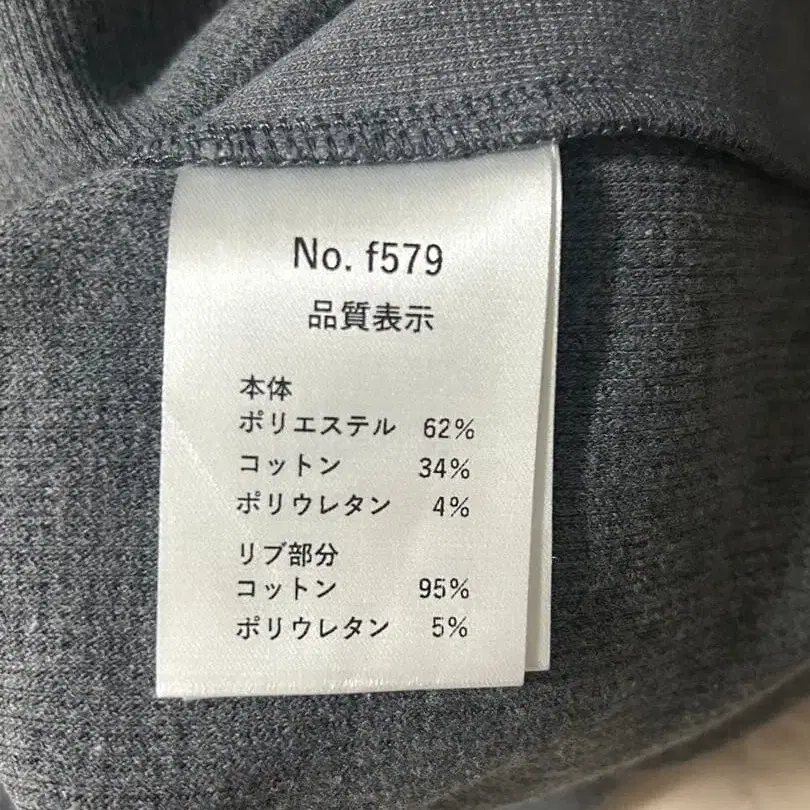 No. f579
品質表示
本体
ポリエステル 62%
コットン 34%
ポリウレタン 4%
リブ部分
コットン 95%
ポリウレタン 5%